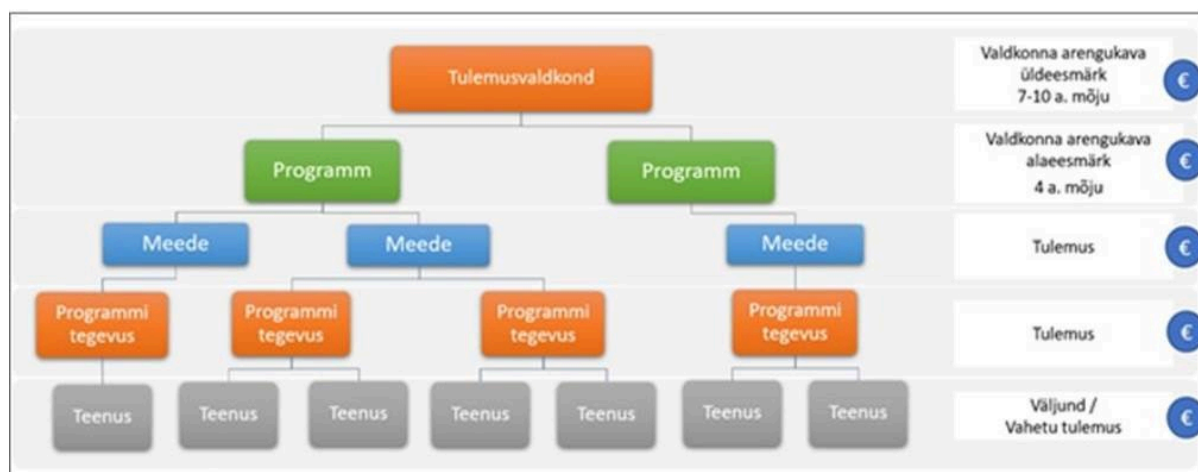 Tulemusvaldkond
Valdkonna arengukava
üldeesmärk
7-10 a. mõju
€
Programm
Programm
Valdkonna arengukava
alaeesmärk
4 a. mõju
€
Meede
Meede
Meede
Tulemus
€
Programmi
tegevus
Programmi
tegevus
Programmi
tegevus
Programmi
tegevus
Tulemus
€
Teenus
Teenus
Teenus
Teenus
Teenus
Teenus
Teenus
Väljund /
Vahetu tulemus
€